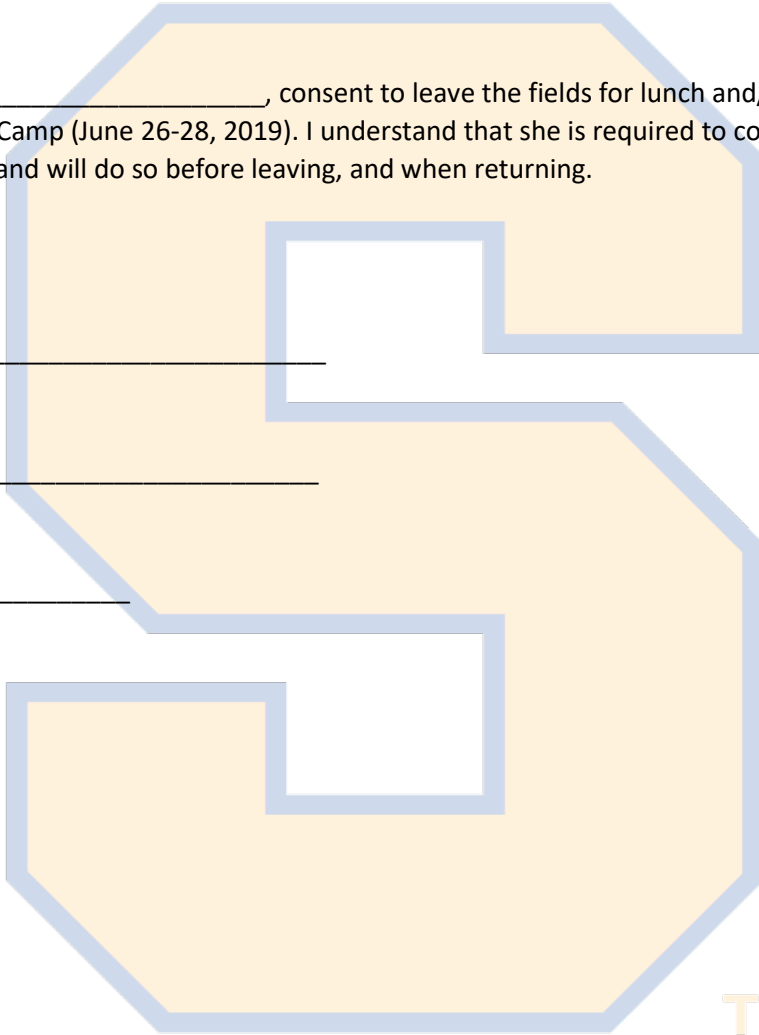 ___________________, consent to leave the fields for lunch and,
Camp (June 26-28, 2019). I understand that she is required to co
and will do so before leaving, and when returning.
T